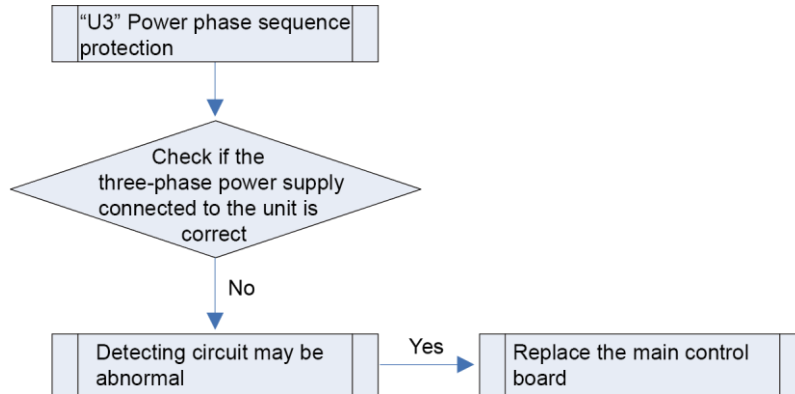 “U3” Power phase sequence
protection
Check if the
three-phase power supply
connected to the unit is
correct
No
Detecting circuit may be
abnormal
Yes
Replace the main control
board